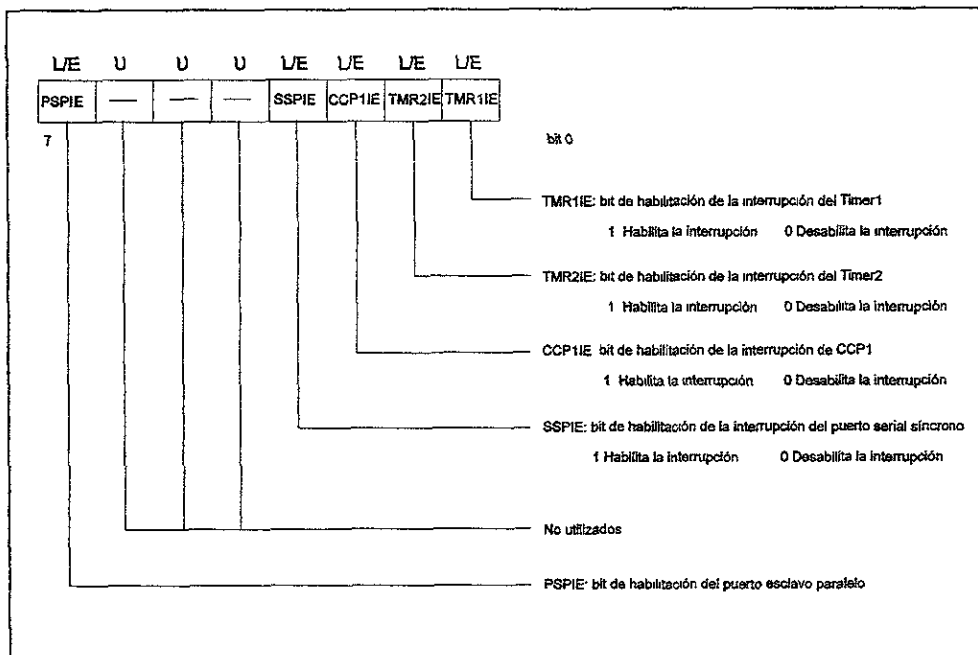 L/E U U U L/E L/E L/E L/E
PSPIE — — — SSPIE CCP1IE TMR2IE TMR1IE
7 bit 0
TMR1IE: bit de habilitación de la interrupción del Timer1
1 Habilita la interrupción 0 Desabilita la interrupción
TMR2IE: bit de habilitación de la interrupción del Timer2
1 Habilita la interrupción 0 Desabilita la interrupción
CCP1IE bit de habilitación de la interrupción de CCP1
1 Habilita la interrupción 0 Desabilita la interrupción
SSPIE: bit de habilitación de la interrupción del puerto serial síncrono
1 Habilita la interrupción 0 Desabilita la interrupción
No utilizados
PSPIE: bit de habilitación del puerto esclavo paralelo